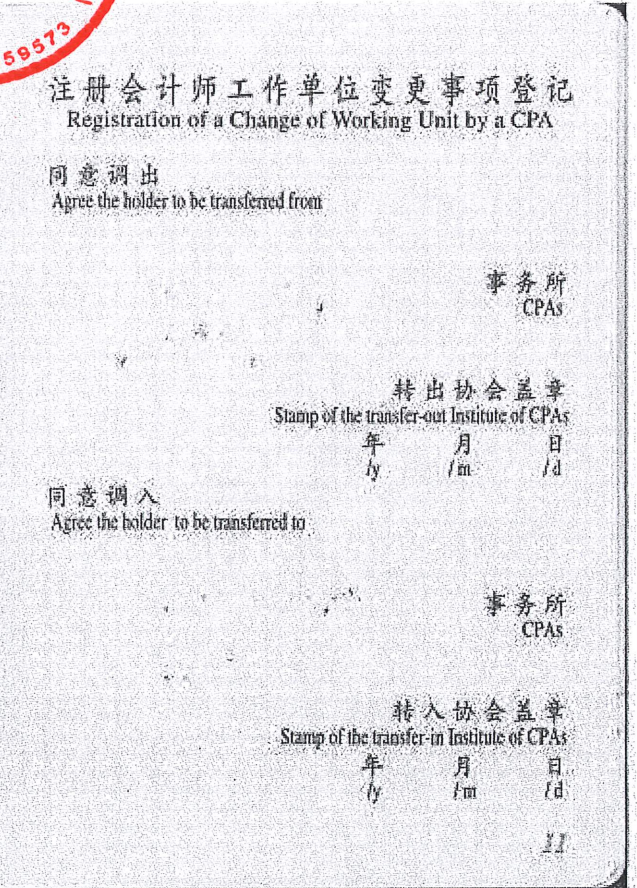 59573
注册会计师工作单位变更事项登记
Registration of a Change of Working Unit by a CPA
同意调出
Agree the holder to be transferred from
事务所
CPAs
转出协会盖章
Stamp of the transfer-out Institute of CPAs
年 月 日
/y /m /d
同意调入
Agree the holder to be transferred to
事务所
CPAs
转入协会盖章
Stamp of the transfer-in Institute of CPAs
年 月 日
/y /m /d
11